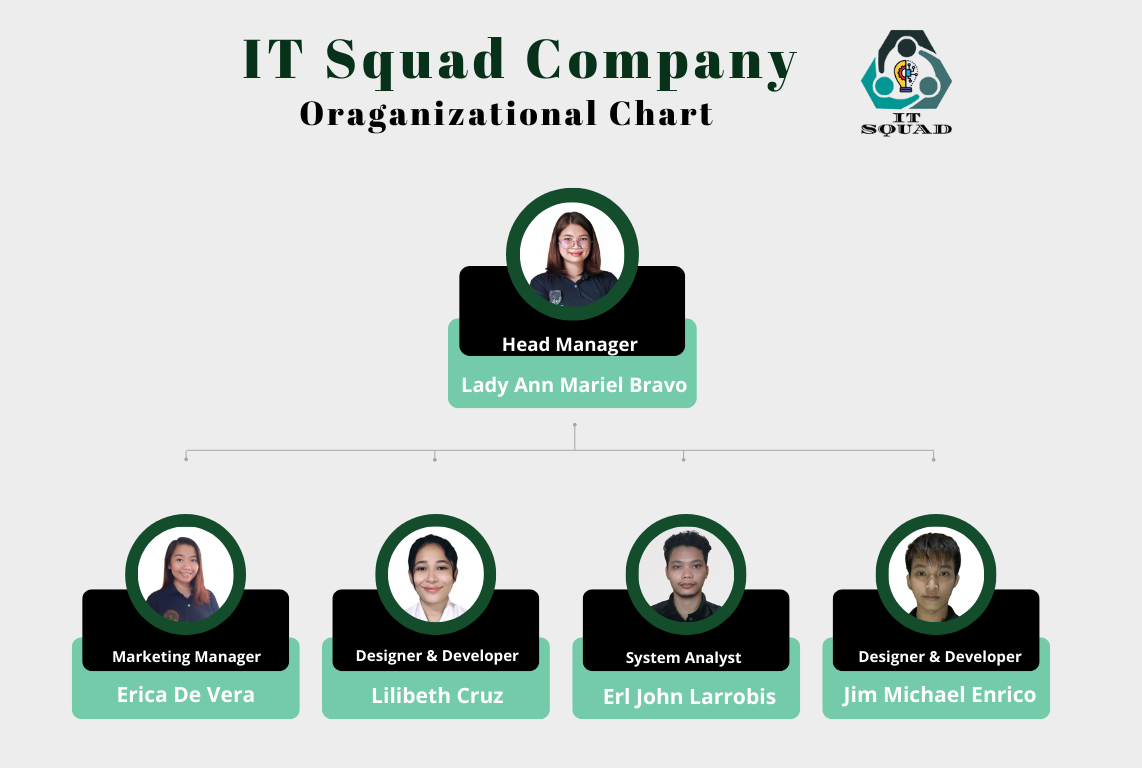 IT Squad Company
Oraganizational Chart
IT
SQUAD
Head Manager
Lady Ann Mariel Bravo
Marketing Manager
Erica De Vera
Designer & Developer
Lilibeth Cruz
System Analyst
Erl John Larrobis
Designer & Developer
Jim Michael Enrico